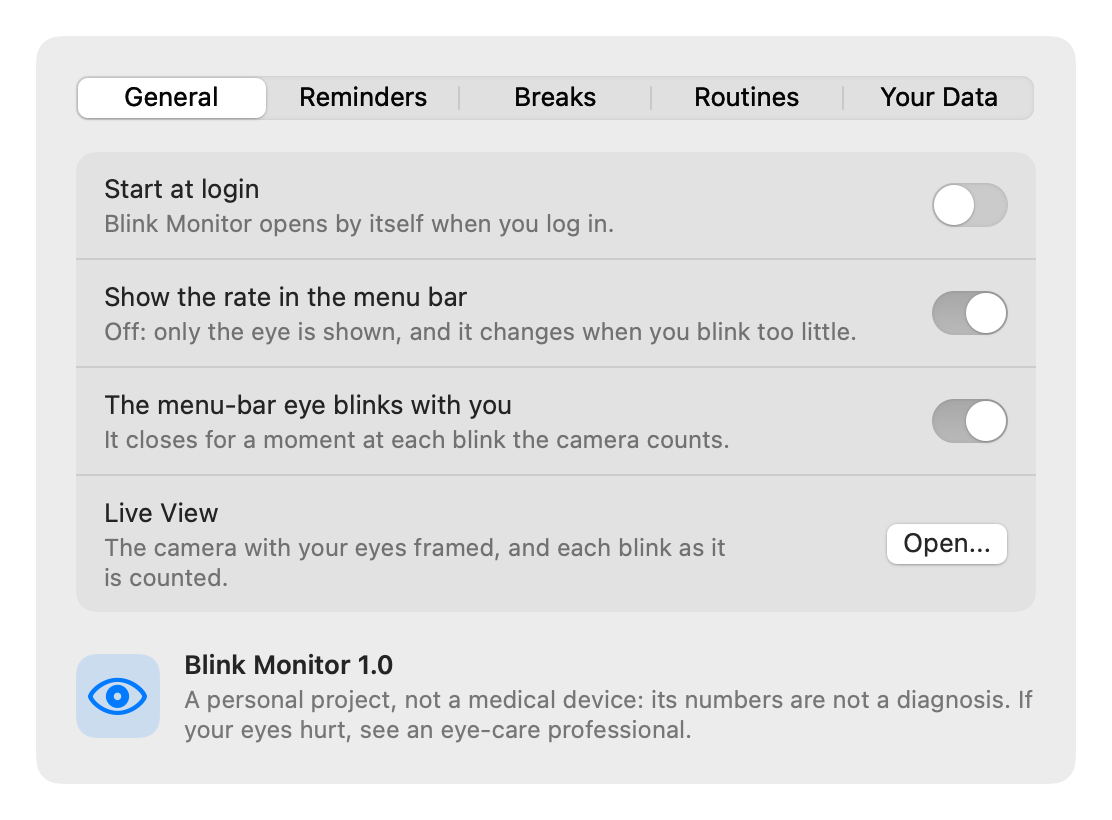 General
Reminders
Breaks
Routines
Your Data
Start at login
Blink Monitor opens by itself when you log in.
Show the rate in the menu bar
Off: only the eye is shown, and it changes when you blink too little.
The menu-bar eye blinks with you
It closes for a moment at each blink the camera counts.
Live View
The camera with your eyes framed, and each blink as it
is counted.
Open...
Blink Monitor 1.0
A personal project, not a medical device: its numbers are not a diagnosis. If
your eyes hurt, see an eye-care professional.